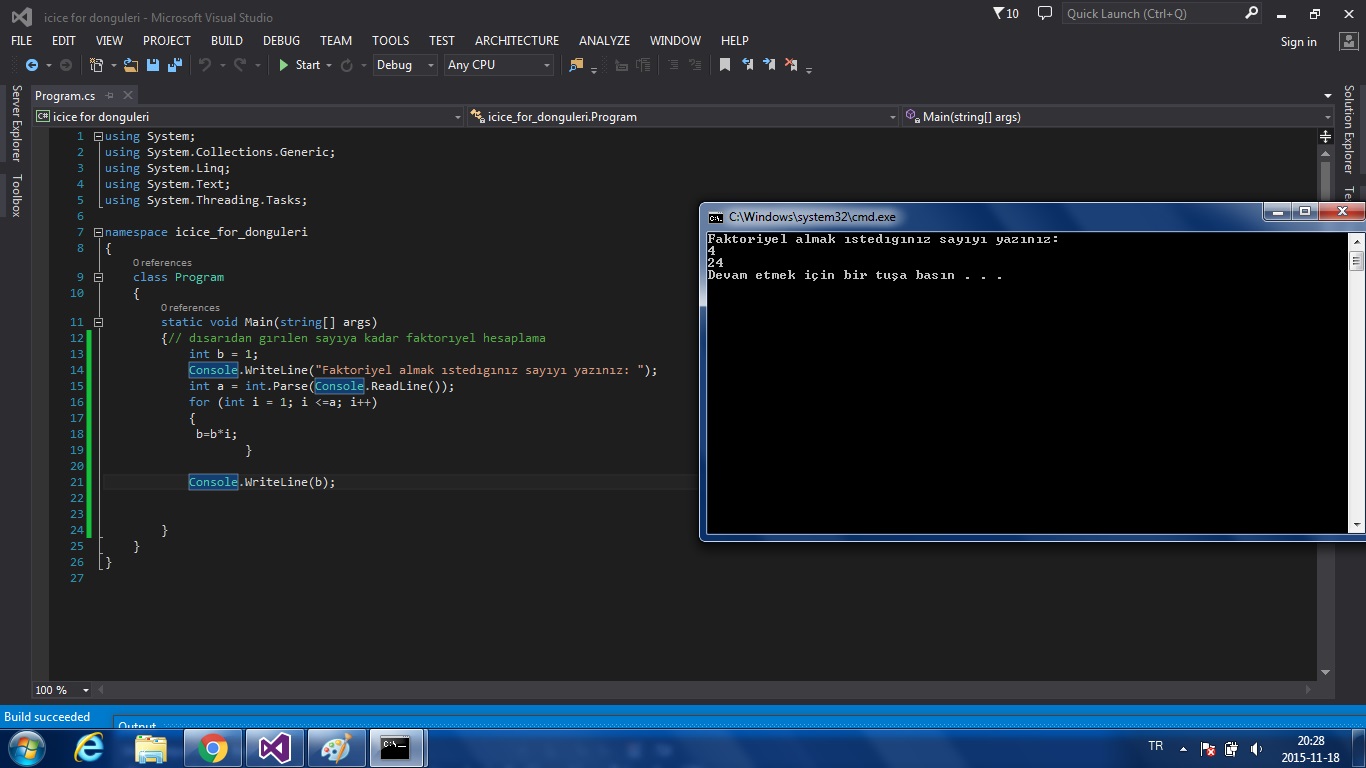 icice for donguleri - Microsoft Visual Studio
10
Quick Launch (Ctrl+Q)
FILE EDIT VIEW PROJECT BUILD DEBUG TEAM TOOLS TEST ARCHITECTURE ANALYZE WINDOW HELP
Sign in
Start Debug Any CPU
Server Explorer
Toolbox
Program.cs
icice for donguleri
icice_for_donguleri.Program
Main(string[] args)
Solution Explorer
1 using System;
2 using System.Collections.Generic;
3 using System.Linq;
4 using System.Text;
5 using System.Threading.Tasks;
6
7 namespace icice_for_donguleri
8 {
0 references
9 class Program
10 {
0 references
11 static void Main(string[] args)
12 {// dısarıdan gırılen sayıya kadar faktorıyel hesaplama
13 int b = 1;
14 Console.WriteLine("Faktoriyel almak ıstedıgınız sayıyı yazınız: ");
15 int a = int.Parse(Console.ReadLine());
16 for (int i = 1; i <=a; i++)
17 {
18 b=b*i;
19 }
20
21 Console.WriteLine(b);
22
23
24 }
25 }
26 }
27
C:\Windows\system32\cmd.exe
Faktoriyel almak ıstedıgınız sayıyı yazınız:
4
24
Devam etmek için bir tuşa basın . . .
100 %
Build succeeded
Output
C:\
TR
20:28
2015-11-18